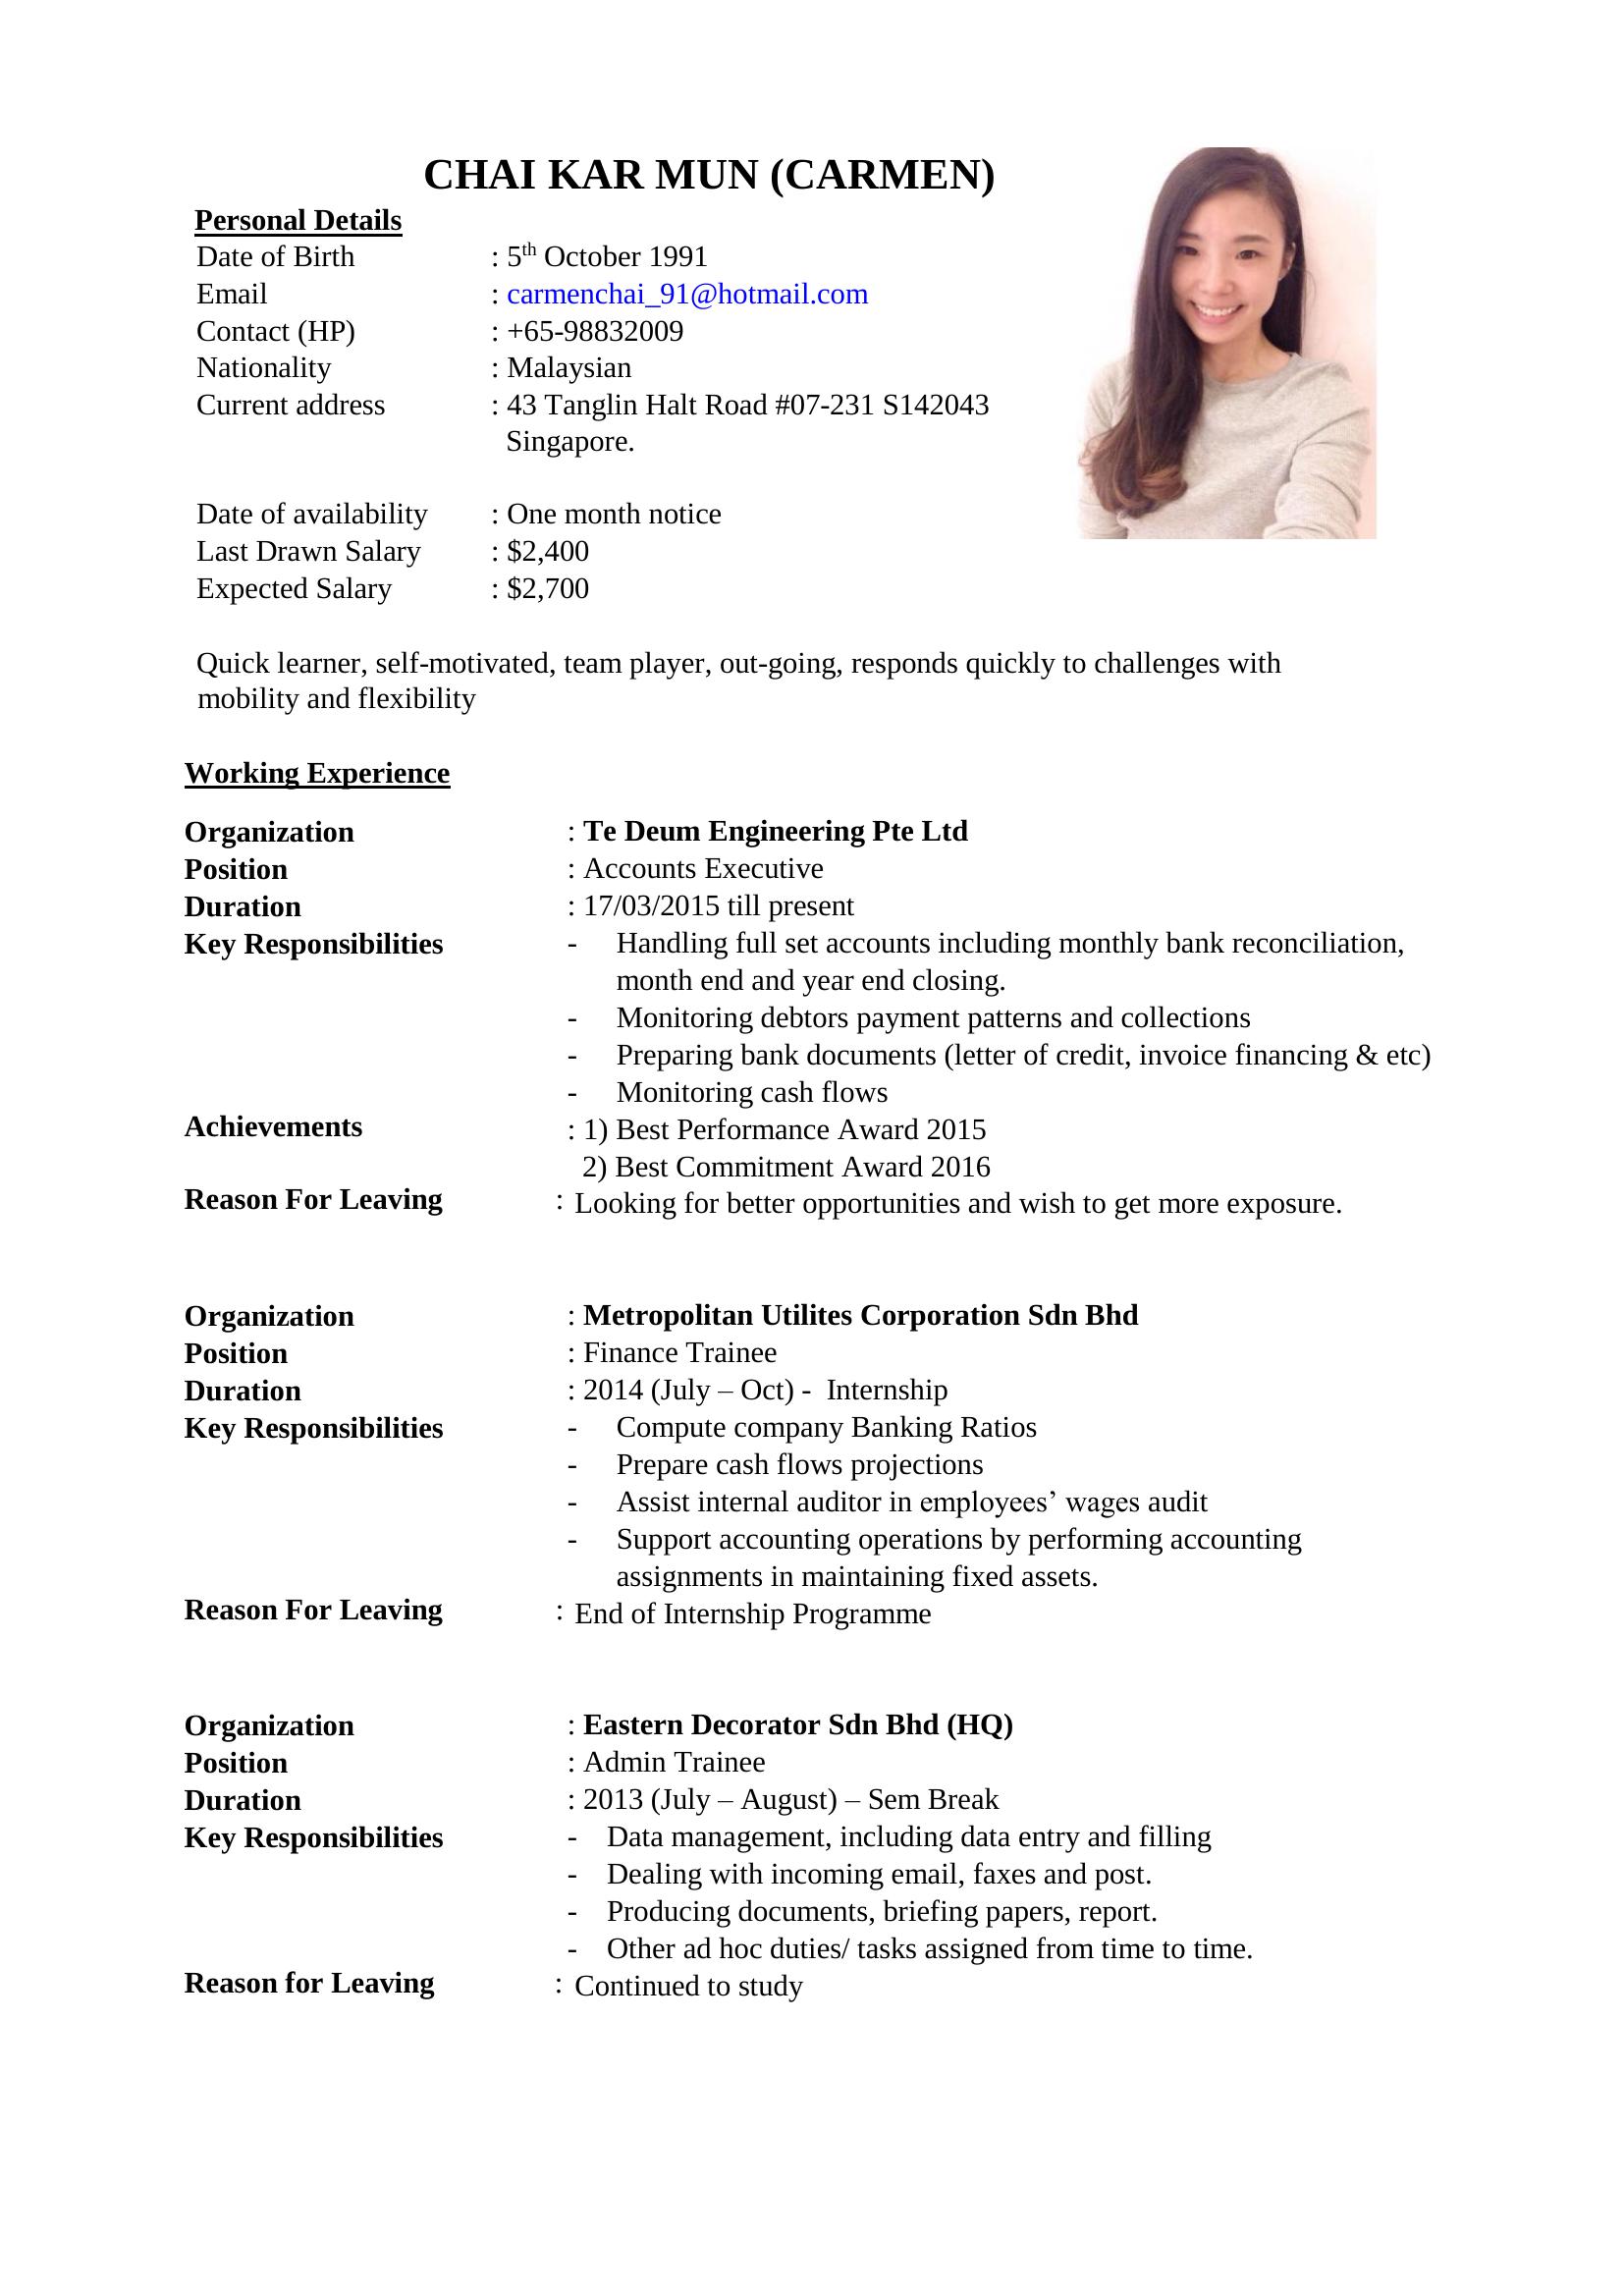 CHAI KAR MUN (CARMEN)
Personal Details
Date of Birth : 5th October 1991
Email : carmenchai_91@hotmail.com
Contact (HP) : +65-98832009
Nationality : Malaysian
Current address : 43 Tanglin Halt Road #07-231 S142043
Singapore.
Date of availability : One month notice
Last Drawn Salary : $2,400
Expected Salary : $2,700
Quick learner, self-motivated, team player, out-going, responds quickly to challenges with
mobility and flexibility
Working Experience
Organization : Te Deum Engineering Pte Ltd
Position : Accounts Executive
Duration : 17/03/2015 till present
Key Responsibilities - Handling full set accounts including monthly bank reconciliation,
month end and year end closing.
- Monitoring debtors payment patterns and collections
- Preparing bank documents (letter of credit, invoice financing & etc)
- Monitoring cash flows
Achievements : 1) Best Performance Award 2015
2) Best Commitment Award 2016
Reason For Leaving : Looking for better opportunities and wish to get more exposure.
Organization : Metropolitan Utilites Corporation Sdn Bhd
Position : Finance Trainee
Duration : 2014 (July – Oct) - Internship
Key Responsibilities - Compute company Banking Ratios
- Prepare cash flows projections
- Assist internal auditor in employees’ wages audit
- Support accounting operations by performing accounting
assignments in maintaining fixed assets.
Reason For Leaving : End of Internship Programme
Organization : Eastern Decorator Sdn Bhd (HQ)
Position : Admin Trainee
Duration : 2013 (July – August) – Sem Break
Key Responsibilities - Data management, including data entry and filling
- Dealing with incoming email, faxes and post.
- Producing documents, briefing papers, report.
- Other ad hoc duties/ tasks assigned from time to time.
Reason for Leaving : Continued to study